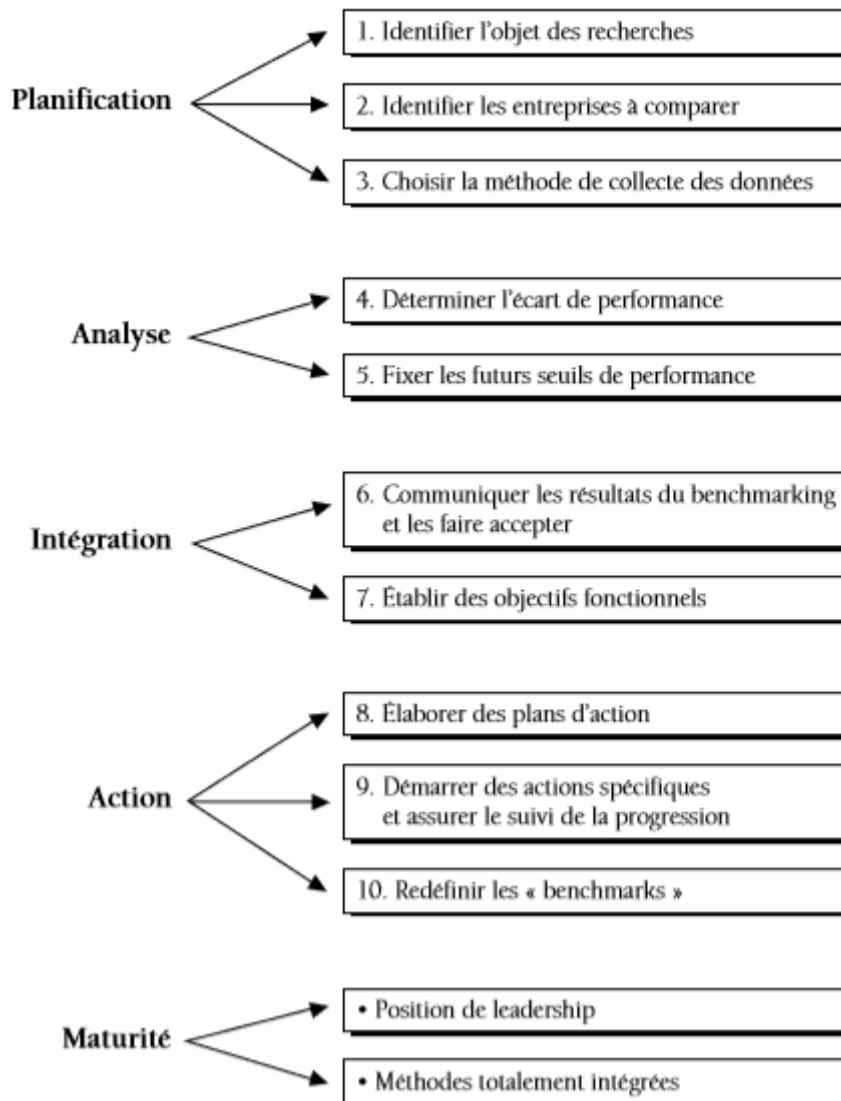 Planification
1. Identifier l'objet des recherches
2. Identifier les entreprises à comparer
3. Choisir la méthode de collecte des données
Analyse
4. Déterminer l'écart de performance
5. Fixer les futurs seuils de performance
Intégration
6. Communiquer les résultats du benchmarking
et les faire accepter
7. Établir des objectifs fonctionnels
Action
8. Élaborer des plans d'action
9. Démarrer des actions spécifiques
et assurer le suivi de la progression
10. Redéfinir les « benchmarks »
Maturité
• Position de leadership
• Méthodes totalement intégrées